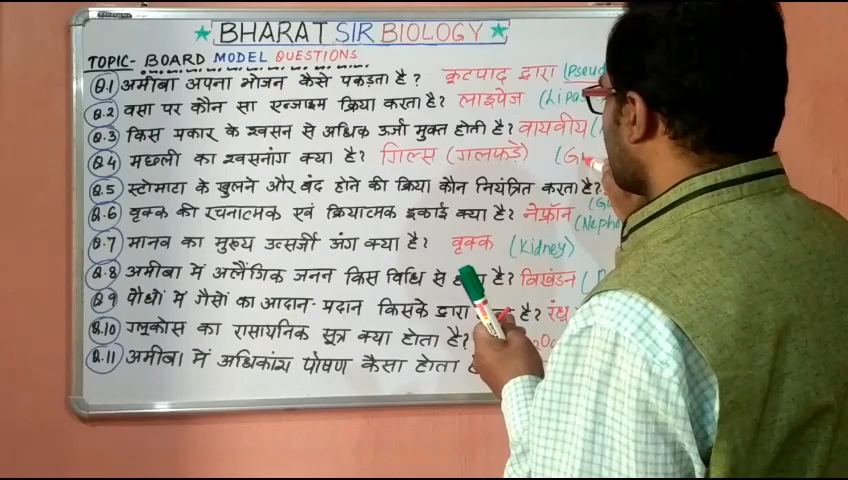 BHARAT SIR BIOLOGY
TOPIC- BOARD MODEL QUESTIONS
Q.1 अमीबा अपना भोजन कैसे पकड़ता है? कूटपाद द्वारा (Pseud
Q.2 वसा पर कौन सा एन्जाइम क्रिया करता है? लाइपेज (Lipas
Q.3 किस प्रकार के श्वसन से अधिक उर्जा मुक्त होती है? वायवीय (
Q.4 मछली का श्वसनांग क्या है? गिल्स (गलफड़े) (G
Q.5 स्टोमाटा के खुलने और बंद होने की क्रिया कौन नियंत्रित करता है?
(Gu
Q.6 वृक्क की रचनात्मक एवं क्रियात्मक इकाई क्या है? नेफ्रॉन (Nephr
Q.7 मानव का मुख्य उत्सर्जी अंग क्या है? वृक्क (Kidney)
Q.8 अमीबा में अलैंगिक जनन किस विधि से होता है? विखंडन (
Q.9 पौधों में गैसों का आदान-प्रदान किसके द्वारा है? रंध्र
Q.10 ग्लूकोस का रासायनिक सूत्र क्या होता है?
Q.11 अमीबा में अधिकांश पोषण कैसा होता